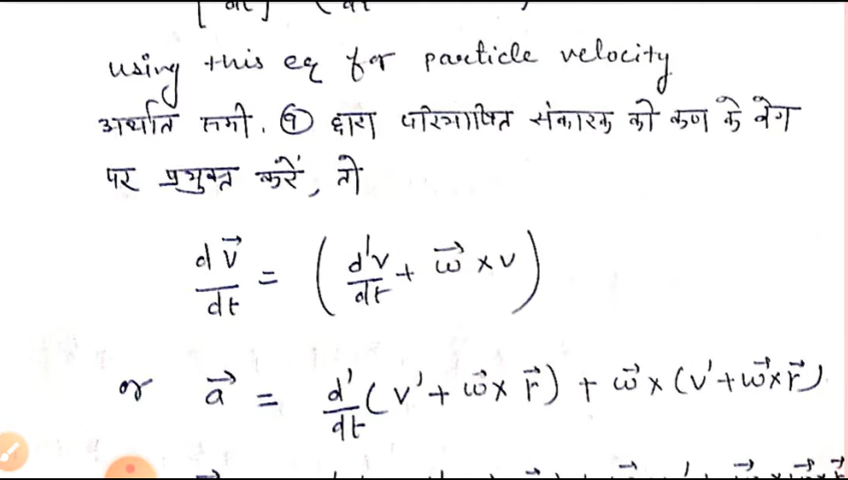 using this eq for particle velocity
अर्थात समी. ⑨ द्वारा परिभाषित संकारक को कण के वेग
पर प्रयुक्त करें, तो
dv⃗/dt = (d'v/dt + ω⃗ × v)
or a⃗ = d'/dt (v' + ω⃗ × r⃗) + ω⃗ × (v' + ω⃗ × r⃗)